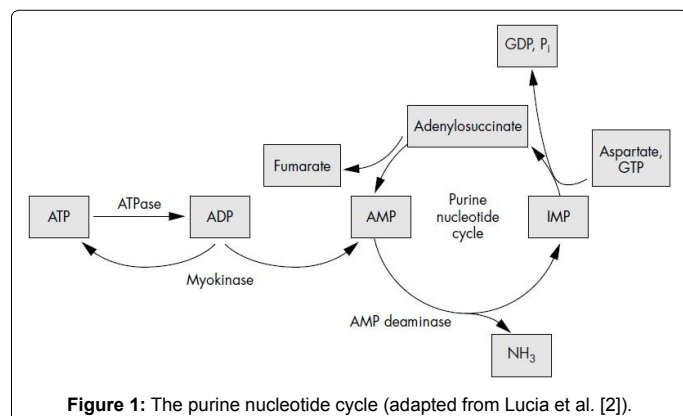 GDP, Pi
Adenylosuccinate
Fumarate
Aspartate,
GTP
ATP
ATPase
ADP
AMP
Purine
nucleotide
cycle
IMP
Myokinase
AMP deaminase
NH3
Figure 1: The purine nucleotide cycle (adapted from Lucia et al. [2]).